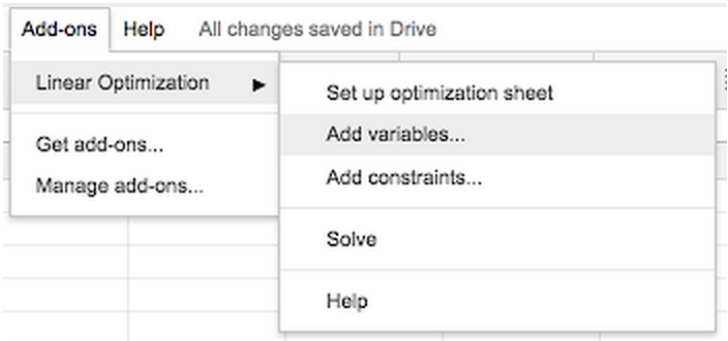 Add-ons Help All changes saved in Drive
Linear Optimization
Get add-ons...
Manage add-ons...
Set up optimization sheet
Add variables...
Add constraints...
Solve
Help